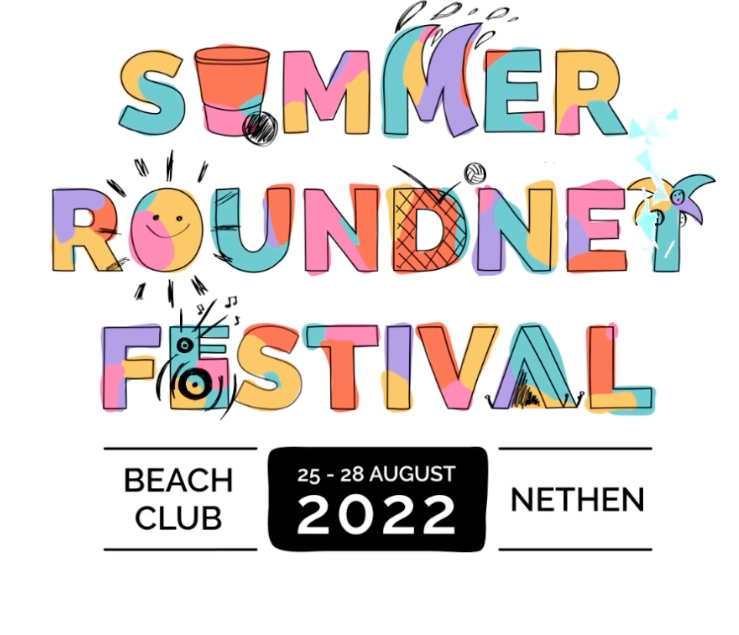 SUMMER
ROUNDNET
FESTIVAL
BEACH
CLUB
25 - 28 AUGUST
2022
NETHEN